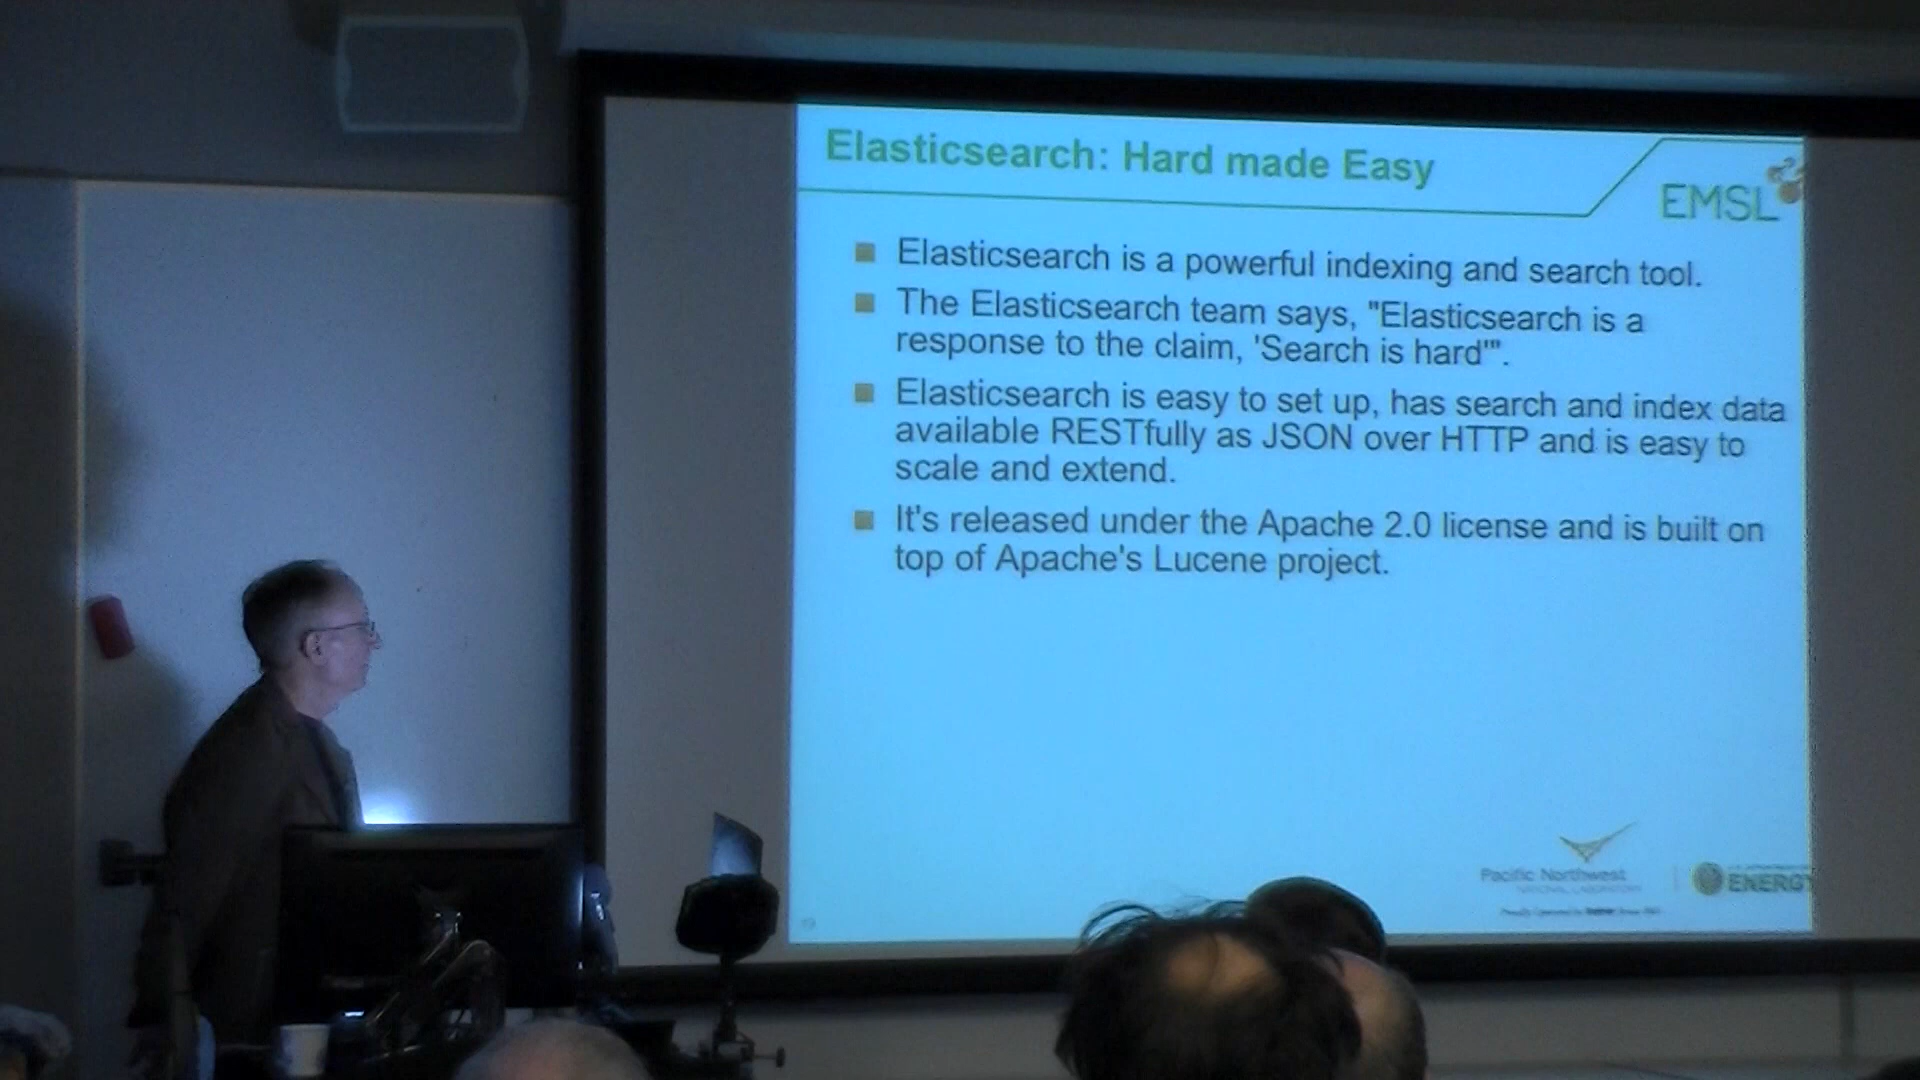 Elasticsearch: Hard made Easy
EMSL
Elasticsearch is a powerful indexing and search tool.
The Elasticsearch team says, "Elasticsearch is a
response to the claim, 'Search is hard'".
Elasticsearch is easy to set up, has search and index data
available RESTfully as JSON over HTTP and is easy to
scale and extend.
It's released under the Apache 2.0 license and is built on
top of Apache's Lucene project.
Pacific Northwest
NATIONAL LABORATORY
ENERGY